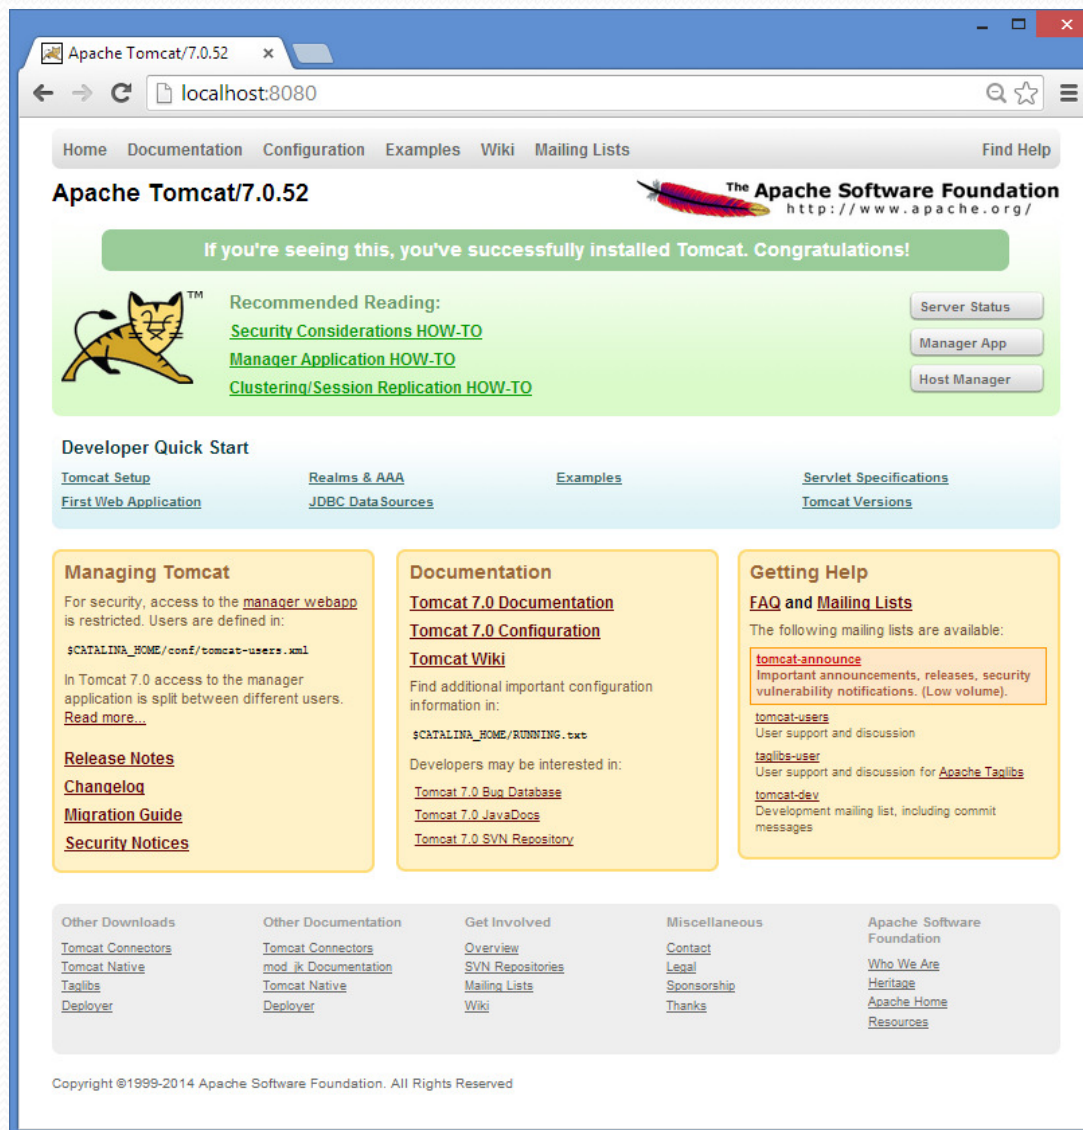 Apache Tomcat/7.0.52
localhost:8080
Home Documentation Configuration Examples Wiki Mailing Lists Find Help
Apache Tomcat/7.0.52
The Apache Software Foundation
http://www.apache.org/
If you're seeing this, you've successfully installed Tomcat. Congratulations!
TM
Recommended Reading:
Security Considerations HOW-TO
Manager Application HOW-TO
Clustering/Session Replication HOW-TO
Server Status
Manager App
Host Manager
Developer Quick Start
Tomcat Setup
First Web Application
Realms & AAA
JDBC DataSources
Examples
Servlet Specifications
Tomcat Versions
Managing Tomcat
For security, access to the manager webapp
is restricted. Users are defined in:
$CATALINA_HOME/conf/tomcat-users.xml
In Tomcat 7.0 access to the manager
application is split between different users.
Read more...
Release Notes
Changelog
Migration Guide
Security Notices
Documentation
Tomcat 7.0 Documentation
Tomcat 7.0 Configuration
Tomcat Wiki
Find additional important configuration
information in:
$CATALINA_HOME/RUNNING.txt
Developers may be interested in:
Tomcat 7.0 Bug Database
Tomcat 7.0 JavaDocs
Tomcat 7.0 SVN Repository
Getting Help
FAQ and Mailing Lists
The following mailing lists are available:
tomcat-announce
Important announcements, releases, security
vulnerability notifications. (Low volume).
tomcat-users
User support and discussion
taglibs-user
User support and discussion for Apache Taglibs
tomcat-dev
Development mailing list, including commit
messages
Other Downloads
Tomcat Connectors
Tomcat Native
Taglibs
Deployer
Other Documentation
Tomcat Connectors
mod_jk Documentation
Tomcat Native
Deployer
Get Involved
Overview
SVN Repositories
Mailing Lists
Wiki
Miscellaneous
Contact
Legal
Sponsorship
Thanks
Apache Software
Foundation
Who We Are
Heritage
Apache Home
Resources
Copyright ©1999-2014 Apache Software Foundation. All Rights Reserved